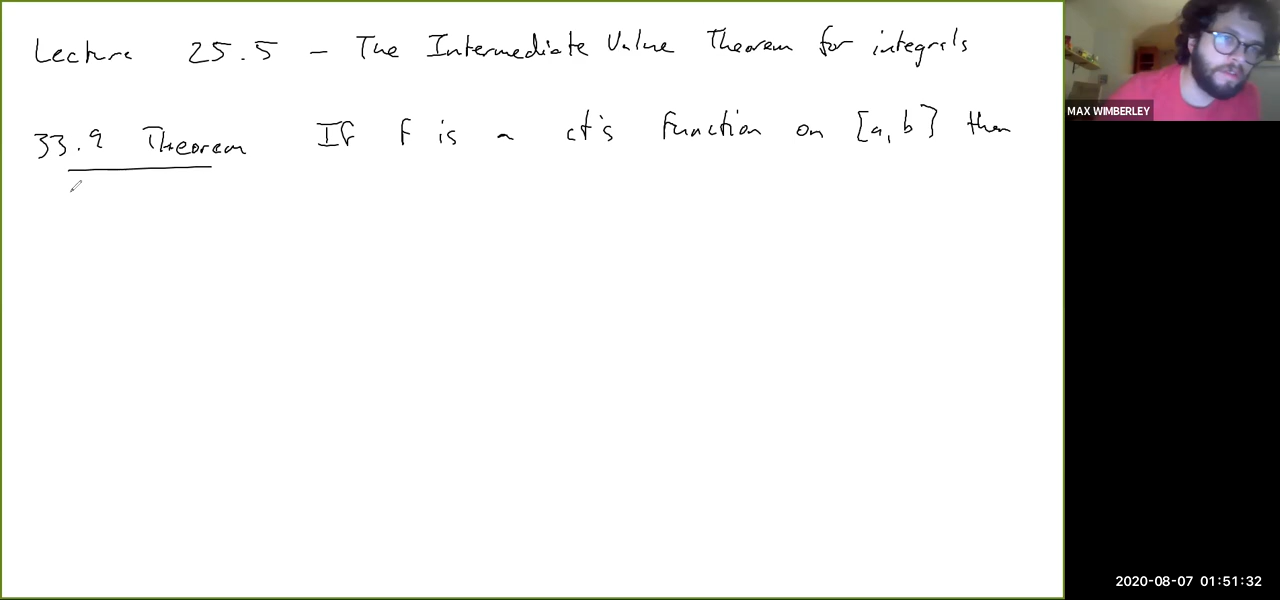 Lecture 25.5 - The Intermediate Value Theorem for integrals
33.9 Theorem If f is a ct's function on [a, b] then
MAX WIMBERLEY
2020-08-07 01:51:32